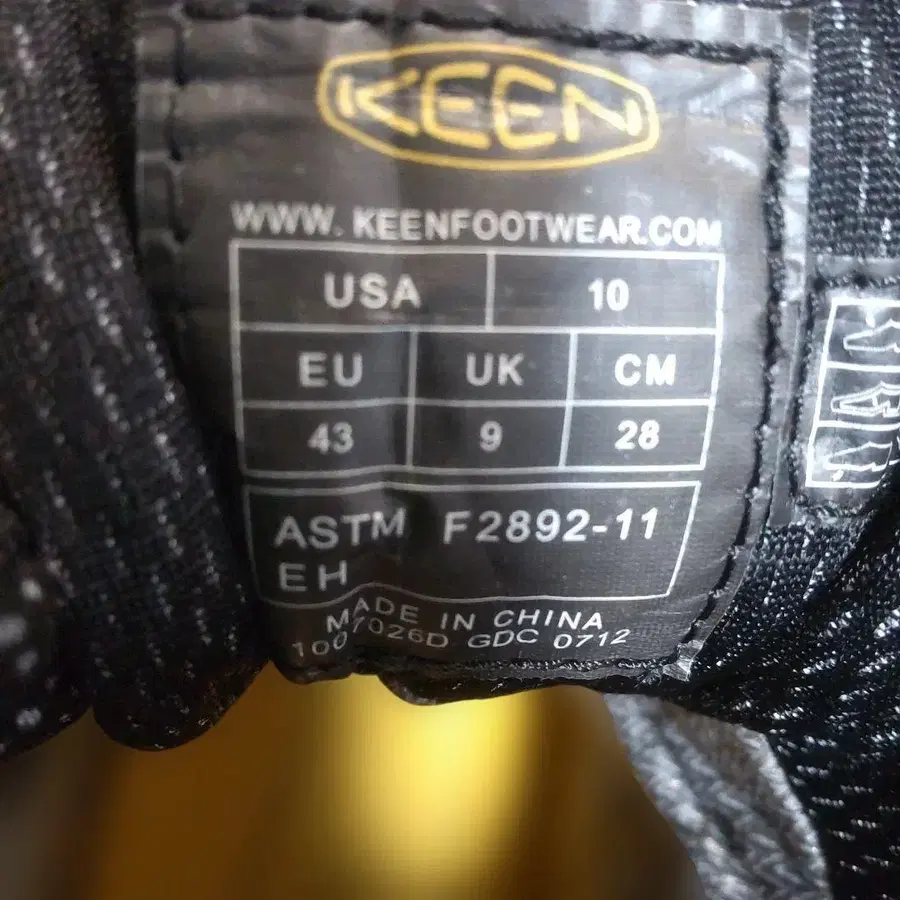 KEEN
WWW. KEENFOOTWEAR.COM
USA 10
EU UK CM
43 9 28
ASTM F2892-11
EH
MADE IN CHINA
1007026D GDC 0712